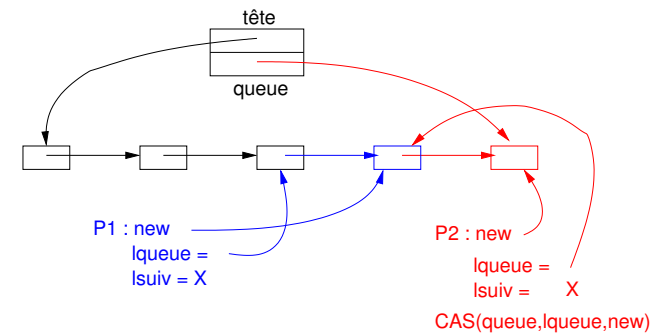 tête
queue
P1 : new
lqueue =
lsuiv = X
P2 : new
lqueue =
lsuiv = X
CAS(queue,lqueue,new)